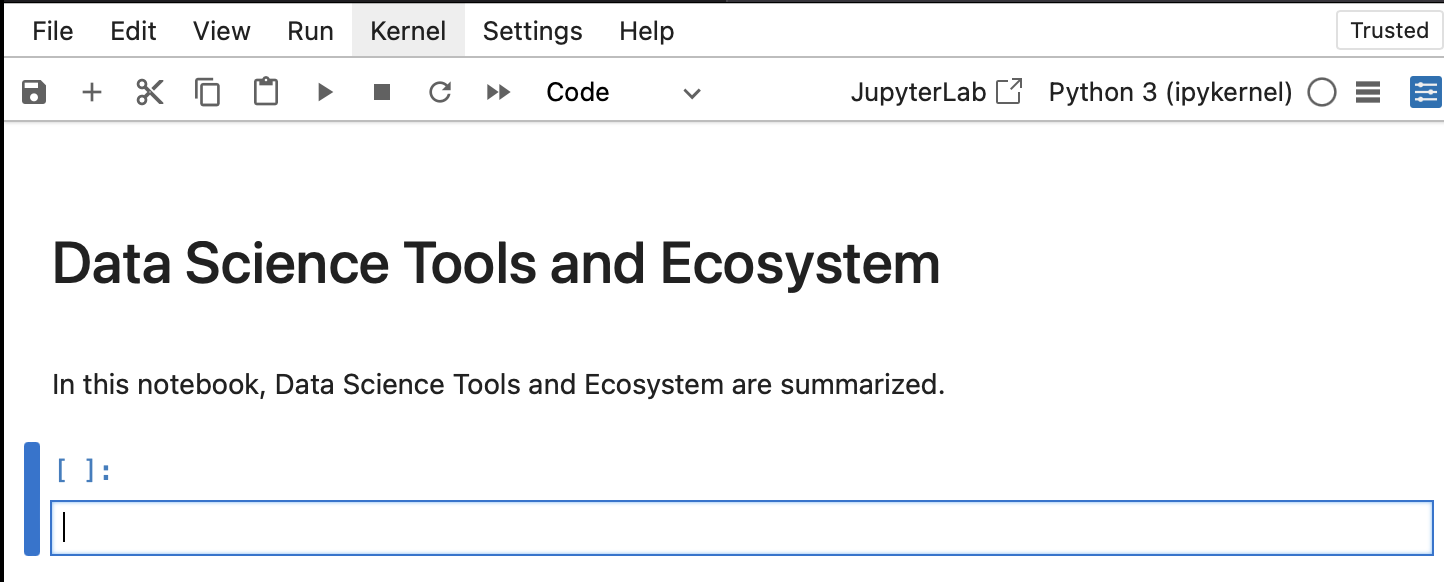 File Edit View Run Kernel Settings Help Trusted
Code JupyterLab Python 3 (ipykernel)
Data Science Tools and Ecosystem
In this notebook, Data Science Tools and Ecosystem are summarized.
[ ]: